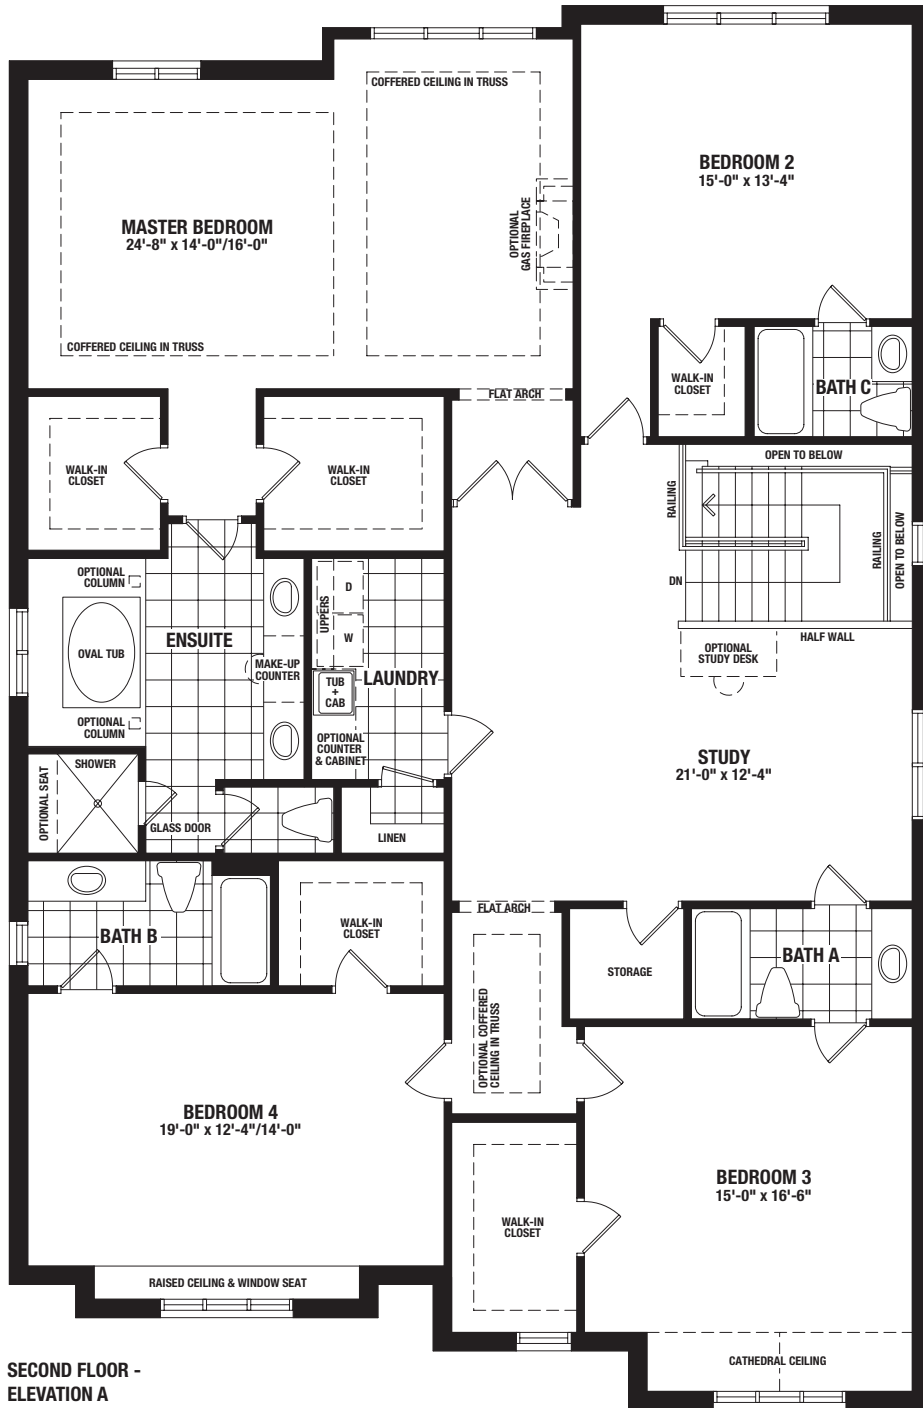 COFFERED CEILING IN TRUSS
MASTER BEDROOM
24'-8" x 14'-0"/16'-0"
COFFERED CEILING IN TRUSS
OPTIONAL
GAS FIREPLACE
BEDROOM 2
15'-0" x 13'-4"
WALK-IN
CLOSET
BATH C
FLAT ARCH
WALK-IN
CLOSET
WALK-IN
CLOSET
OPEN TO BELOW
RAILING
RAILING
OPEN TO BELOW
DN
HALF WALL
OPTIONAL
STUDY DESK
OPTIONAL
COLUMN
OVAL TUB
ENSUITE
MAKE-UP
COUNTER
OPTIONAL
COLUMN
UPPERS
D
W
LAUNDRY
TUB
+
CAB
OPTIONAL
COUNTER
& CABINET
STUDY
21'-0" x 12'-4"
OPTIONAL SEAT
SHOWER
GLASS DOOR
LINEN
BATH B
WALK-IN
CLOSET
FLAT ARCH
STORAGE
BATH A
OPTIONAL COFFERED
CEILING IN TRUSS
BEDROOM 4
19'-0" x 12'-4"/14'-0"
BEDROOM 3
15'-0" x 16'-6"
WALK-IN
CLOSET
RAISED CEILING & WINDOW SEAT
CATHEDRAL CEILING
SECOND FLOOR -
ELEVATION A